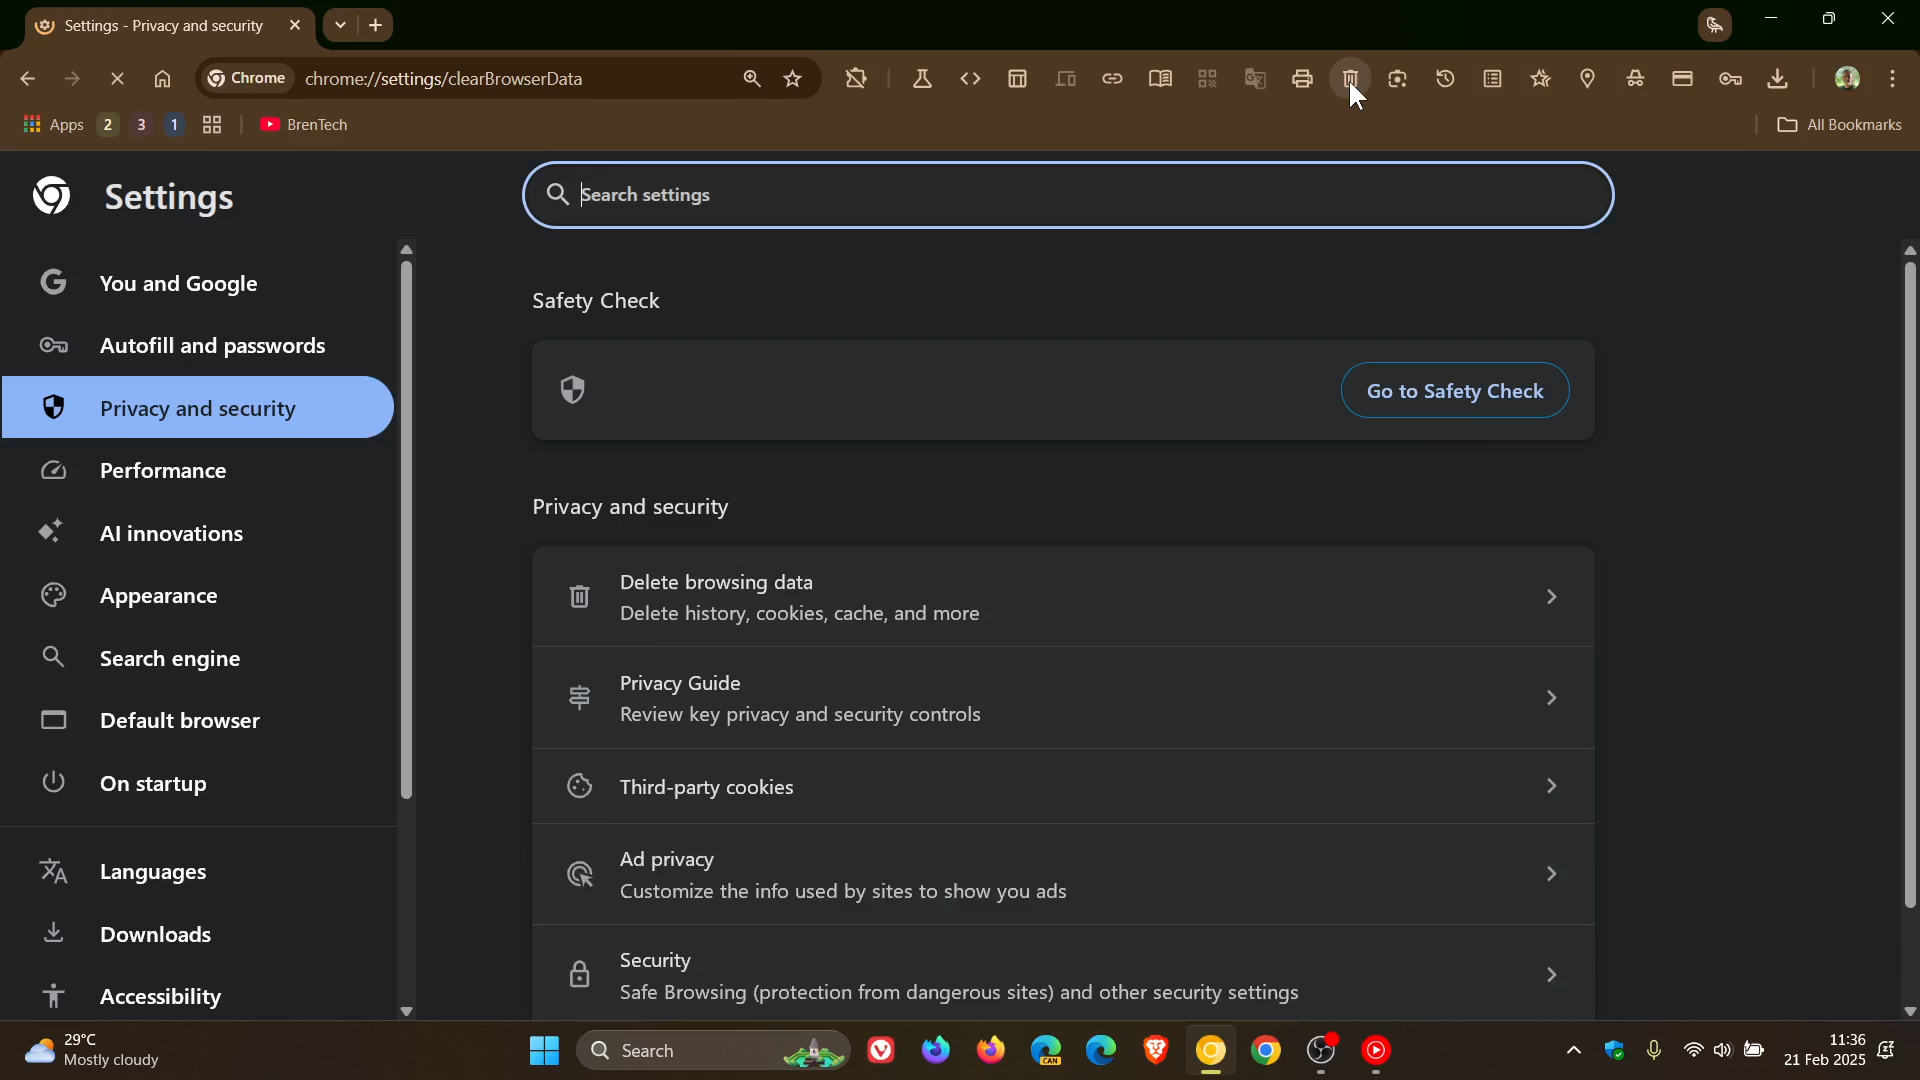 Settings - Privacy and security
Chrome
chrome://settings/clearBrowserData
Apps
2
3
1
BrenTech
All Bookmarks
Settings
Search settings
You and Google
Autofill and passwords
Privacy and security
Performance
AI innovations
Appearance
Search engine
Default browser
On startup
Languages
Downloads
Accessibility
Safety Check
Go to Safety Check
Privacy and security
Delete browsing data
Delete history, cookies, cache, and more
Privacy Guide
Review key privacy and security controls
Third-party cookies
Ad privacy
Customize the info used by sites to show you ads
Security
Safe Browsing (protection from dangerous sites) and other security settings
29°C
Mostly cloudy
Search
CAN
11:36
21 Feb 2025